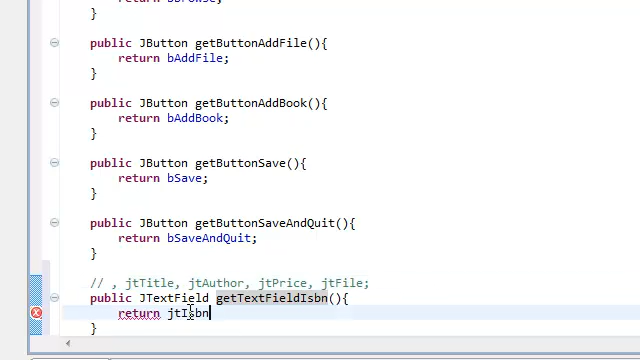 }
public JButton getButtonAddFile(){
return bAddFile;
}
public JButton getButtonAddBook(){
return bAddBook;
}
public JButton getButtonSave(){
return bSave;
}
public JButton getButtonSaveAndQuit(){
return bSaveAndQuit;
}
// , jtTitle, jtAuthor, jtPrice, jtFile;
public JTextField getTextFieldIsbn(){
return jtIsbn
}